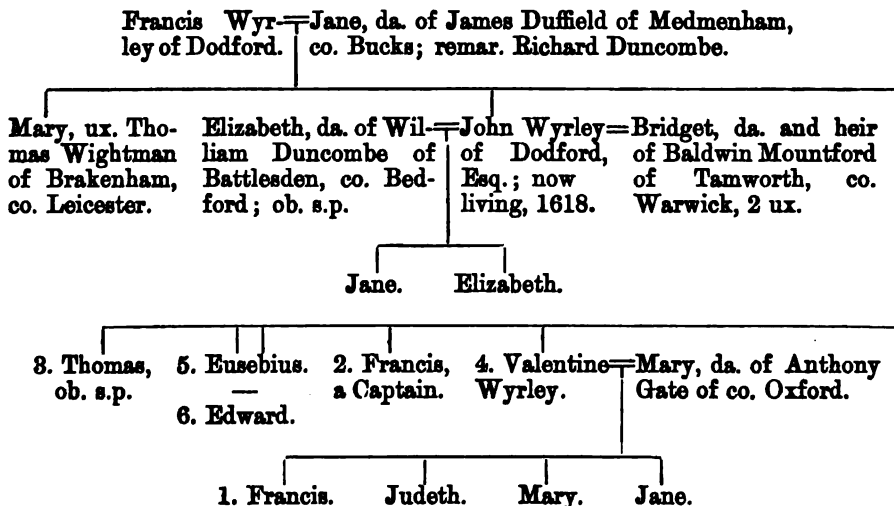 Francis Wyr-
ley of Dodford.
Jane, da. of James Duffield of Medmenham,
co. Bucks; remar. Richard Duncombe.
Mary, ux. Tho-
mas Wightman
of Brakenham,
co. Leicester.
Elizabeth, da. of Wil-
liam Duncombe of
Battlesden, co. Bed-
ford; ob. s.p.
John Wyrley
of Dodford,
Esq.; now
living, 1618.
Bridget, da. and heir
of Baldwin Mountford
of Tamworth, co.
Warwick, 2 ux.
Jane.
Elizabeth.
3. Thomas,
ob. s.p.
5. Eusebius.
—
6. Edward.
2. Francis,
a Captain.
4. Valentine
Wyrley.
Mary, da. of Anthony
Gate of co. Oxford.
1. Francis.
Judeth.
Mary.
Jane.